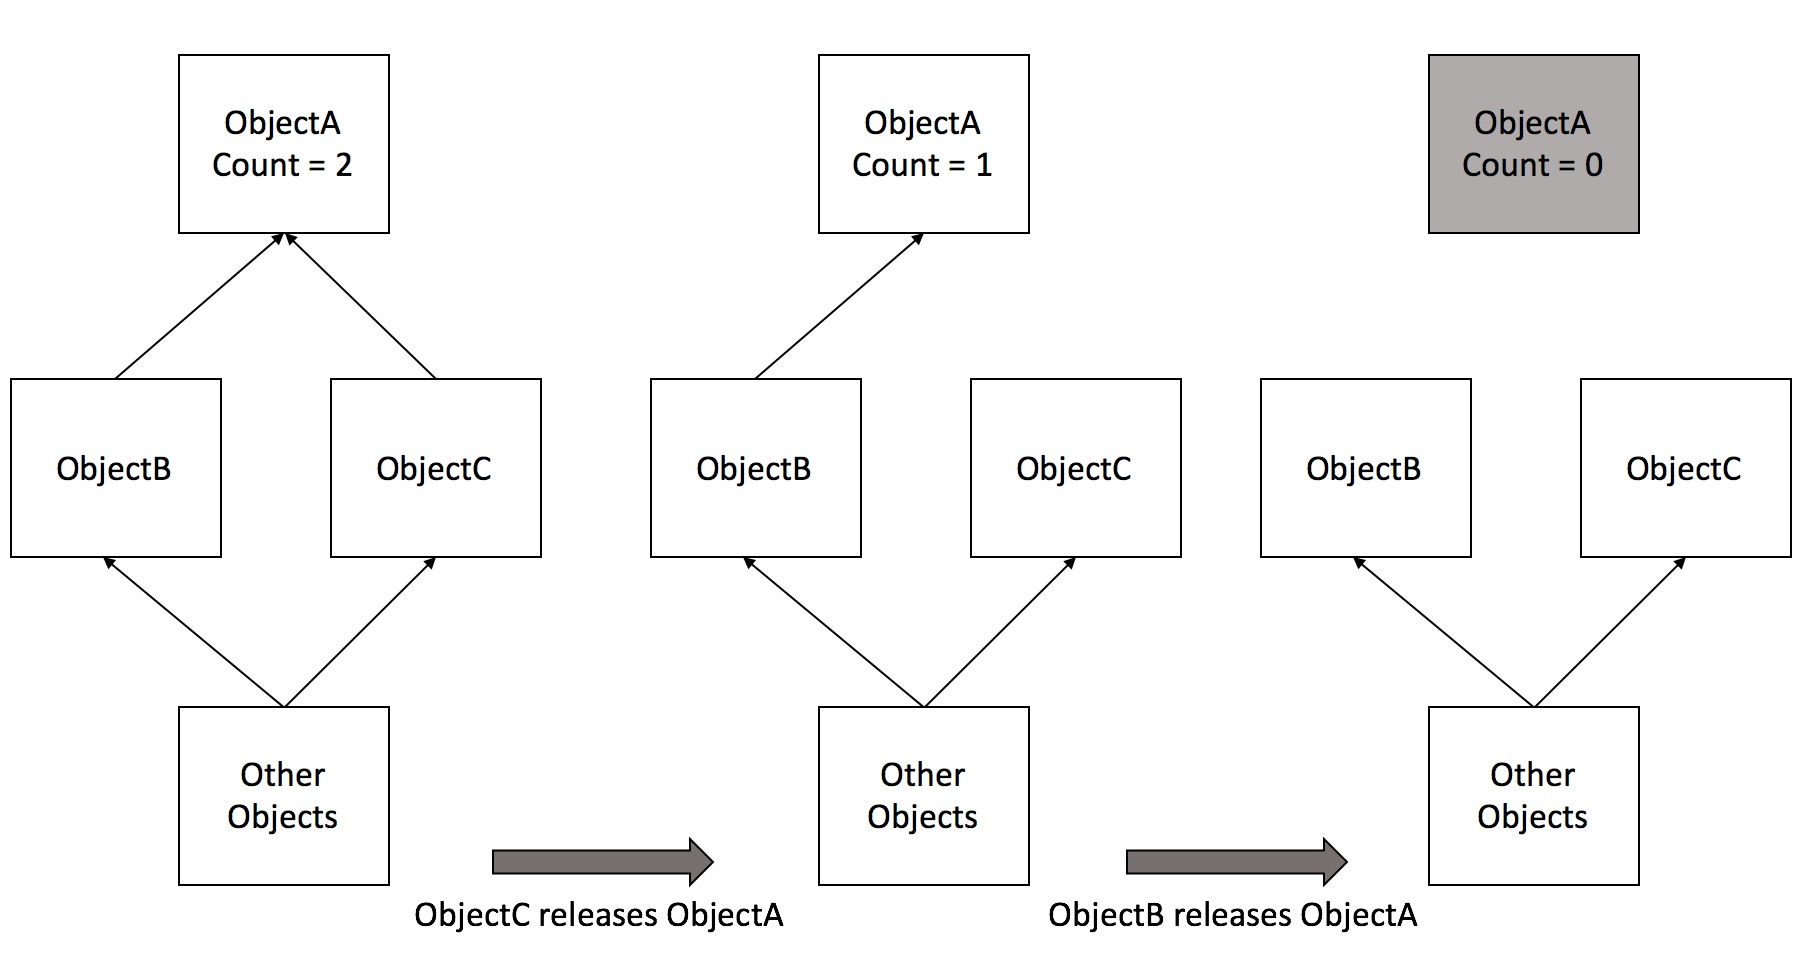 ObjectA
Count = 2
ObjectA
Count = 1
ObjectA
Count = 0
ObjectB
ObjectC
ObjectB
ObjectC
ObjectB
ObjectC
Other
Objects
Other
Objects
Other
Objects
ObjectC releases ObjectA
ObjectB releases ObjectA